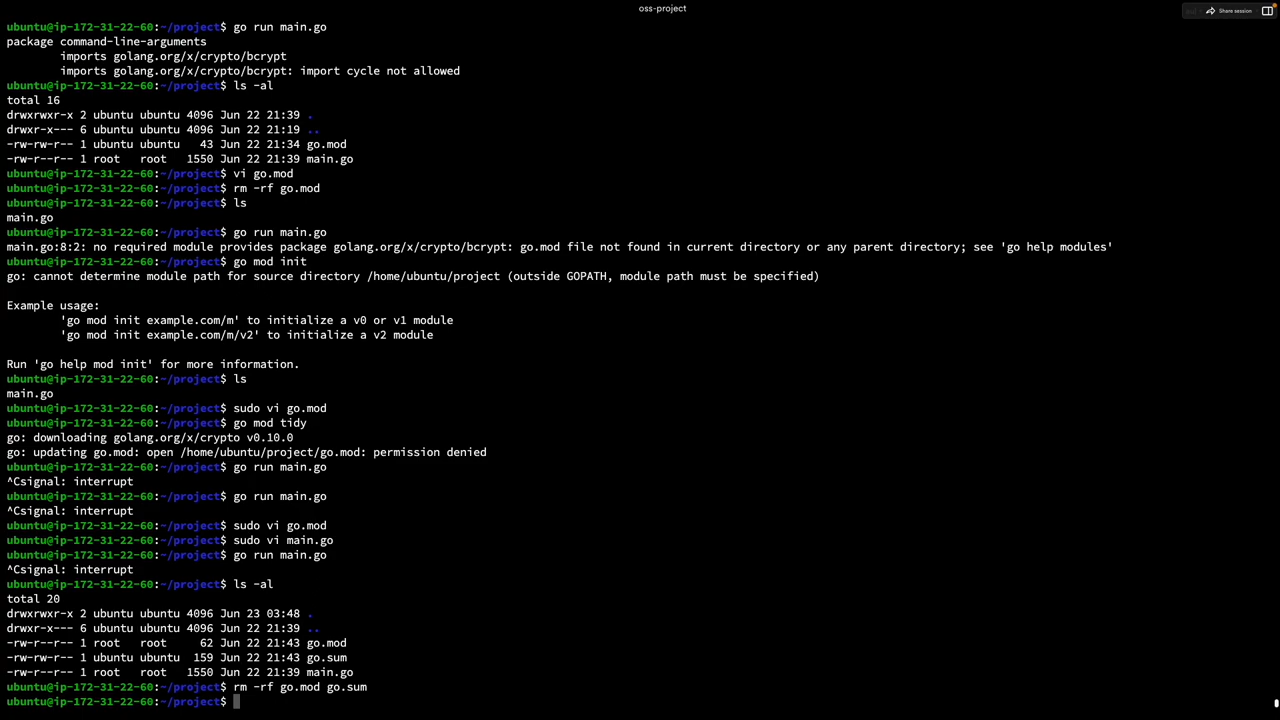 oss-project
Share session
ubuntu@ip-172-31-22-60:~/project$ go run main.go
package command-line-arguments
        imports golang.org/x/crypto/bcrypt
        imports golang.org/x/crypto/bcrypt: import cycle not allowed
ubuntu@ip-172-31-22-60:~/project$ ls -al
total 16
drwxrwxr-x 2 ubuntu ubuntu 4096 Jun 22 21:39 .
drwxr-x--- 6 ubuntu ubuntu 4096 Jun 22 21:19 ..
-rw-rw-r-- 1 ubuntu ubuntu   43 Jun 22 21:34 go.mod
-rw-r--r-- 1 root   root   1550 Jun 22 21:39 main.go
ubuntu@ip-172-31-22-60:~/project$ vi go.mod
ubuntu@ip-172-31-22-60:~/project$ rm -rf go.mod
ubuntu@ip-172-31-22-60:~/project$ ls
main.go
ubuntu@ip-172-31-22-60:~/project$ go run main.go
main.go:8:2: no required module provides package golang.org/x/crypto/bcrypt: go.mod file not found in current directory or any parent directory; see 'go help modules'
ubuntu@ip-172-31-22-60:~/project$ go mod init
go: cannot determine module path for source directory /home/ubuntu/project (outside GOPATH, module path must be specified)
Example usage:
        'go mod init example.com/m' to initialize a v0 or v1 module
        'go mod init example.com/m/v2' to initialize a v2 module
Run 'go help mod init' for more information.
ubuntu@ip-172-31-22-60:~/project$ ls
main.go
ubuntu@ip-172-31-22-60:~/project$ sudo vi go.mod
ubuntu@ip-172-31-22-60:~/project$ go mod tidy
go: downloading golang.org/x/crypto v0.10.0
go: updating go.mod: open /home/ubuntu/project/go.mod: permission denied
ubuntu@ip-172-31-22-60:~/project$ go run main.go
^Csignal: interrupt
ubuntu@ip-172-31-22-60:~/project$ go run main.go
^Csignal: interrupt
ubuntu@ip-172-31-22-60:~/project$ sudo vi go.mod
ubuntu@ip-172-31-22-60:~/project$ sudo vi main.go
ubuntu@ip-172-31-22-60:~/project$ go run main.go
^Csignal: interrupt
ubuntu@ip-172-31-22-60:~/project$ ls -al
total 20
drwxrwxr-x 2 ubuntu ubuntu 4096 Jun 23 03:48 .
drwxr-x--- 6 ubuntu ubuntu 4096 Jun 22 21:39 ..
-rw-r--r-- 1 root   root     62 Jun 22 21:43 go.mod
-rw-rw-r-- 1 ubuntu ubuntu  159 Jun 22 21:43 go.sum
-rw-r--r-- 1 root   root   1550 Jun 22 21:39 main.go
ubuntu@ip-172-31-22-60:~/project$ rm -rf go.mod go.sum
ubuntu@ip-172-31-22-60:~/project$